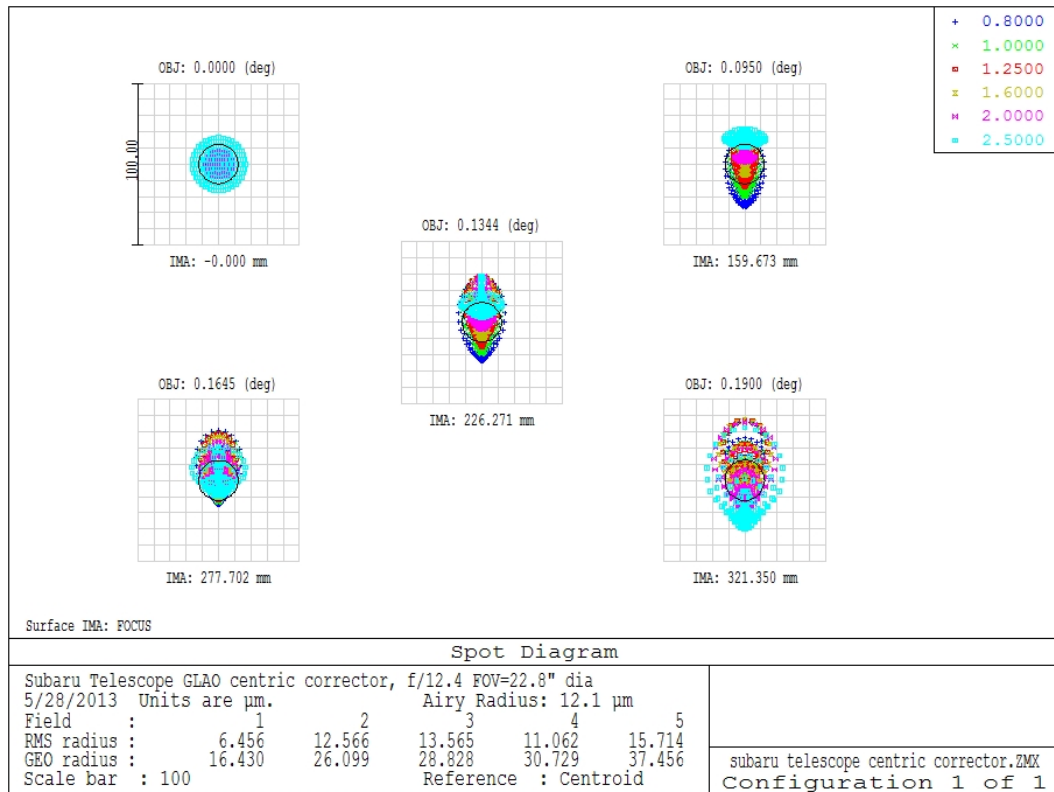 + 0.8000
× 1.0000
1.2500
1.6000
2.0000
2.5000
OBJ: 0.0000 (deg)
100.00
IMA: -0.000 mm
OBJ: 0.0950 (deg)
IMA: 159.673 mm
OBJ: 0.1344 (deg)
IMA: 226.271 mm
OBJ: 0.1645 (deg)
IMA: 277.702 mm
OBJ: 0.1900 (deg)
IMA: 321.350 mm
Surface IMA: FOCUS
Spot Diagram
Subaru Telescope GLAO centric corrector, f/12.4 FOV=22.8" dia
5/28/2013 Units are µm. Airy Radius: 12.1 µm
Field : 1 2 3 4 5
RMS radius : 6.456 12.566 13.565 11.062 15.714
GEO radius : 16.430 26.099 28.828 30.729 37.456
Scale bar : 100 Reference : Centroid
subaru telescope centric corrector.ZMX
Configuration 1 of 1